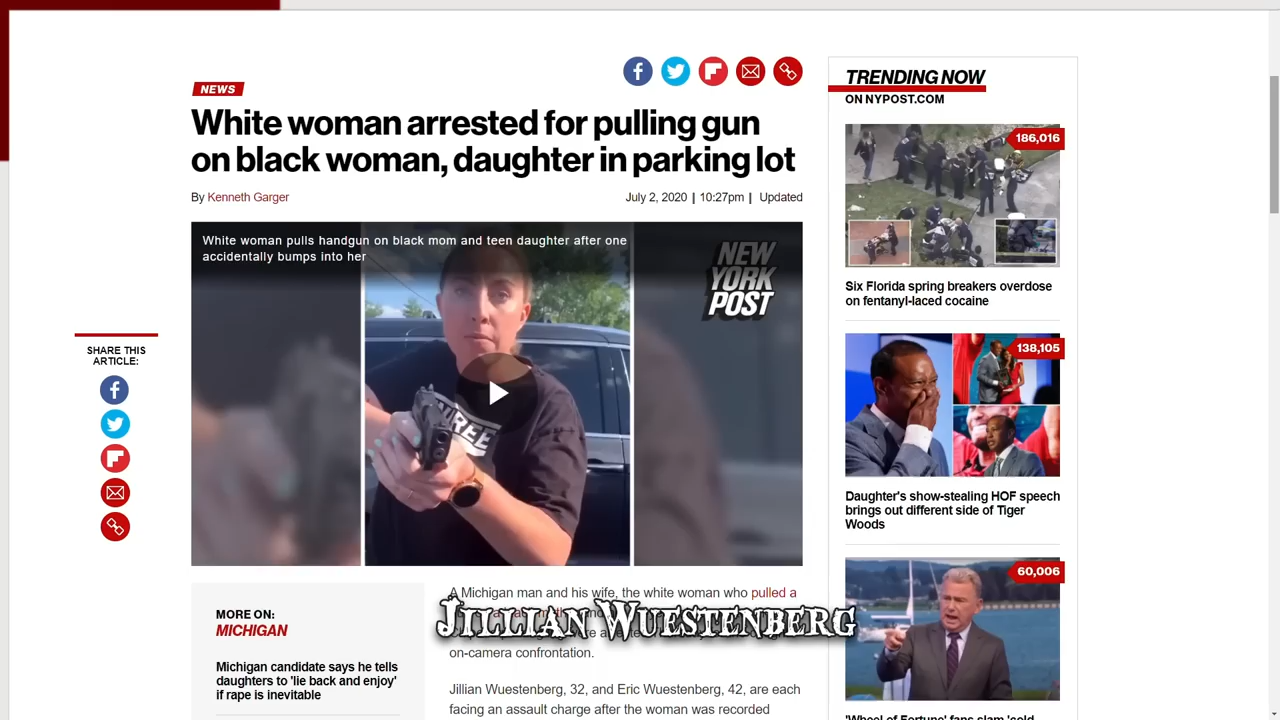 NEWS
White woman arrested for pulling gun
on black woman, daughter in parking lot
By Kenneth Garger
July 2, 2020 | 10:27pm | Updated
White woman pulls handgun on black mom and teen daughter after one
accidentally bumps into her
NEW
YORK
POST
SHARE THIS
ARTICLE:
MORE ON:
MICHIGAN
Michigan candidate says he tells
daughters to 'lie back and enjoy'
if rape is inevitable
A Michigan man and his wife, the white woman who pulled a
JILLIAN WUESTENBERG
on-camera confrontation.
Jillian Wuestenberg, 32, and Eric Wuestenberg, 42, are each
facing an assault charge after the woman was recorded
TRENDING NOW
ON NYPOST.COM
186,016
Six Florida spring breakers overdose
on fentanyl-laced cocaine
138,105
Daughter's show-stealing HOF speech
brings out different side of Tiger
Woods
60,006
'Wheel of Fortune' fans slam 'cold